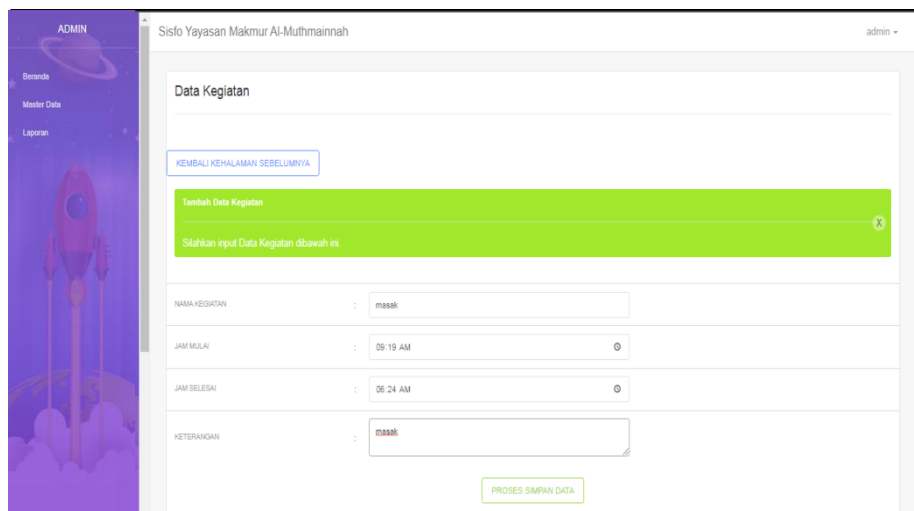 ADMIN
Sisfo Yayasan Makmur Al-Muthmainnah
admin
Beranda
Master Data
Laporan
Data Kegiatan
KEMBALI KEHALAMAN SEBELUMNYA
Tambah Data Kegiatan
X
Silahkan input Data Kegiatan dibawah ini.
NAMA KEGIATAN : masak
JAM MULAI : 09:19 AM
JAM SELESAI : 06:24 AM
KETERANGAN : masak
PROSES SIMPAN DATA